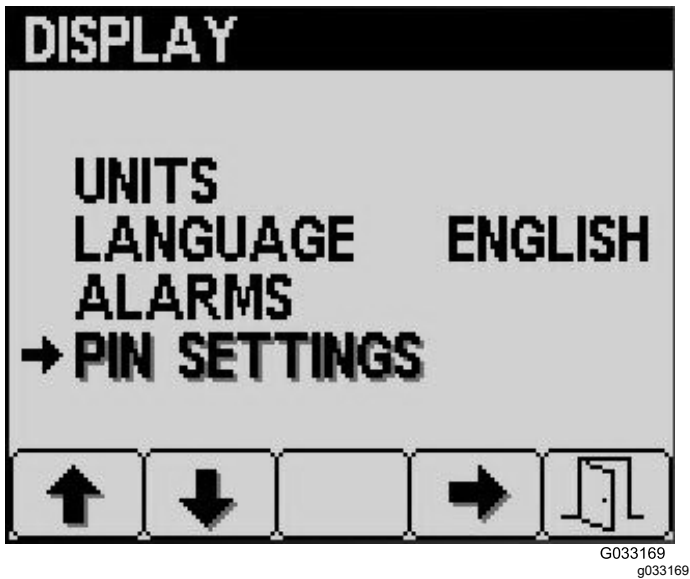 DISPLAY
UNITS
LANGUAGE ENGLISH
ALARMS
PIN SETTINGS
G033169
g033169